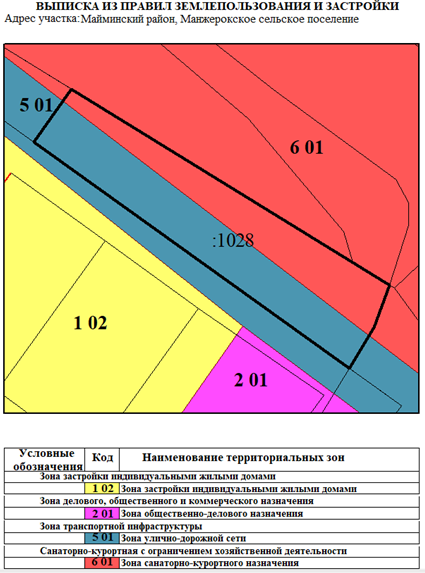 ВЫПИСКА ИЗ ПРАВИЛ ЗЕМЛЕПОЛЬЗОВАНИЯ И ЗАСТРОЙКИ
Адрес участка:Майминский район, Манжерокское сельское поселение
5 01
6 01
:1028
1 02
2 01
Условные обозначения
Код
Наименование территориальных зон
Зона застройки индивидуальными жилыми домами
1 02 Зона застройки индивидуальными жилыми домами
Зона делового, общественного и коммерческого назначения
2 01 Зона общественно-делового назначения
Зона транспортной инфраструктуры
5 01 Зона улично-дорожной сети
Санаторно-курортная с ограничением хозяйственной деятельности
6 01 Зона санаторно-курортного назначения